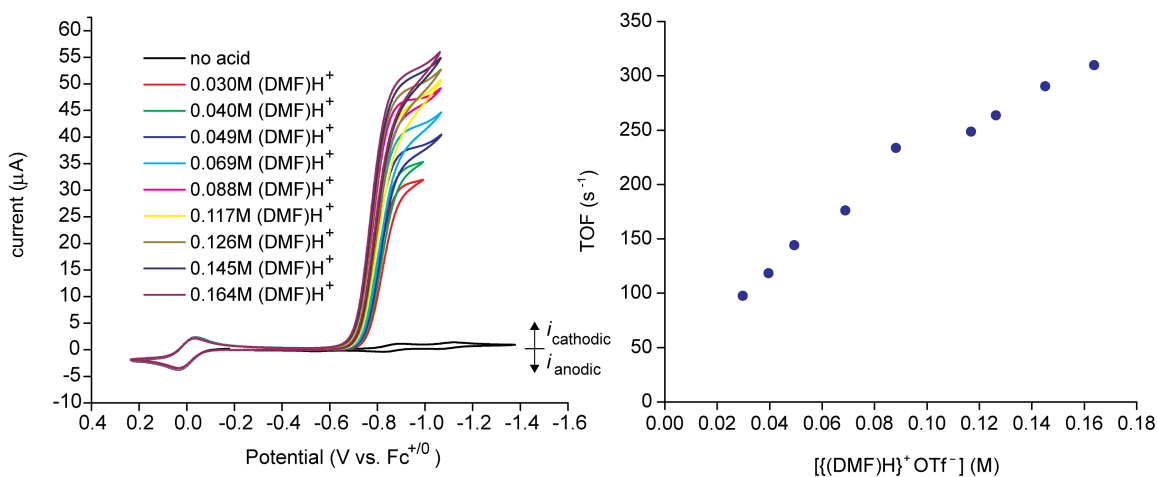 60
55
50
45
40
35
30
25
20
15
10
5
0
-5
-10
current (μA)
no acid
0.030M (DMF)H+
0.040M (DMF)H+
0.049M (DMF)H+
0.069M (DMF)H+
0.088M (DMF)H+
0.117M (DMF)H+
0.126M (DMF)H+
0.145M (DMF)H+
0.164M (DMF)H+
i cathodic
i anodic
0.4 0.2 0.0 -0.2 -0.4 -0.6 -0.8 -1.0 -1.2 -1.4 -1.6
Potential (V vs. Fc+/0)
350
300
250
200
150
100
50
0
TOF (s-1)
0.00 0.02 0.04 0.06 0.08 0.10 0.12 0.14 0.16 0.18
[{(DMF)H}+OTf−] (M)